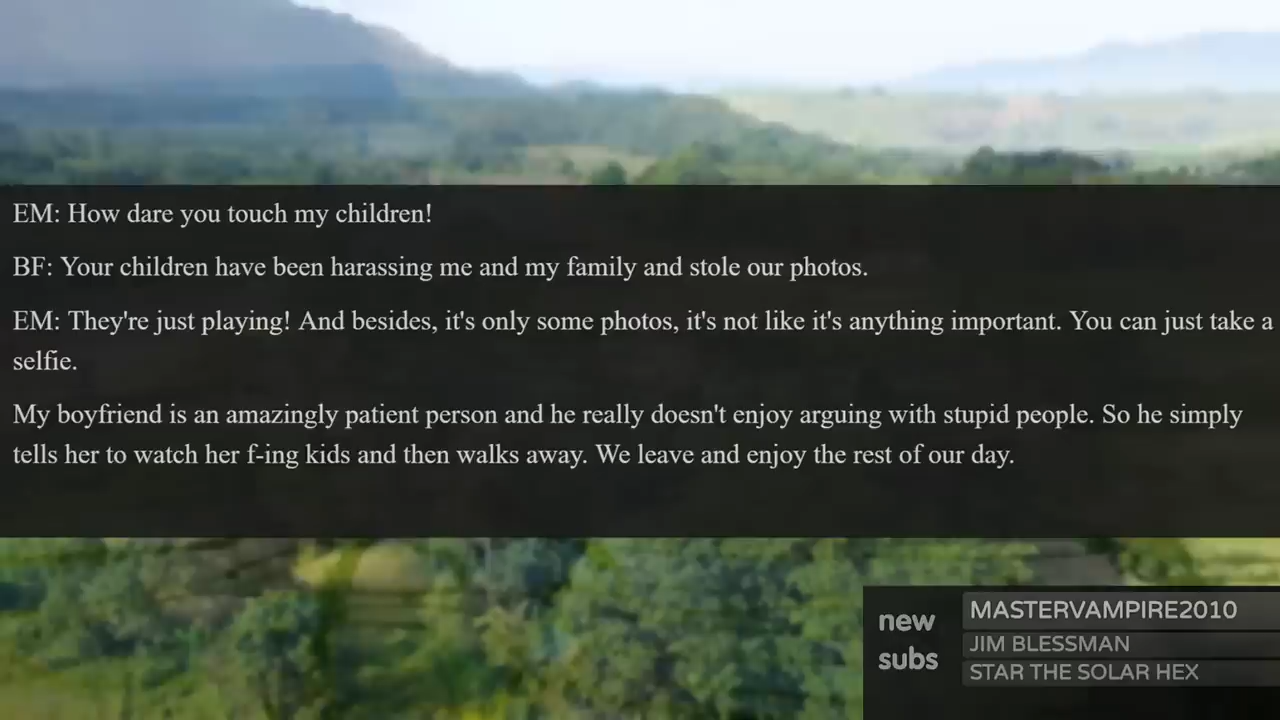 EM: How dare you touch my children!
BF: Your children have been harassing me and my family and stole our photos.
EM: They're just playing! And besides, it's only some photos, it's not like it's anything important. You can just take a
selfie.
My boyfriend is an amazingly patient person and he really doesn't enjoy arguing with stupid people. So he simply
tells her to watch her f-ing kids and then walks away. We leave and enjoy the rest of our day.
new
subs
MASTERVAMPIRE2010
JIM BLESSMAN
STAR THE SOLAR HEX